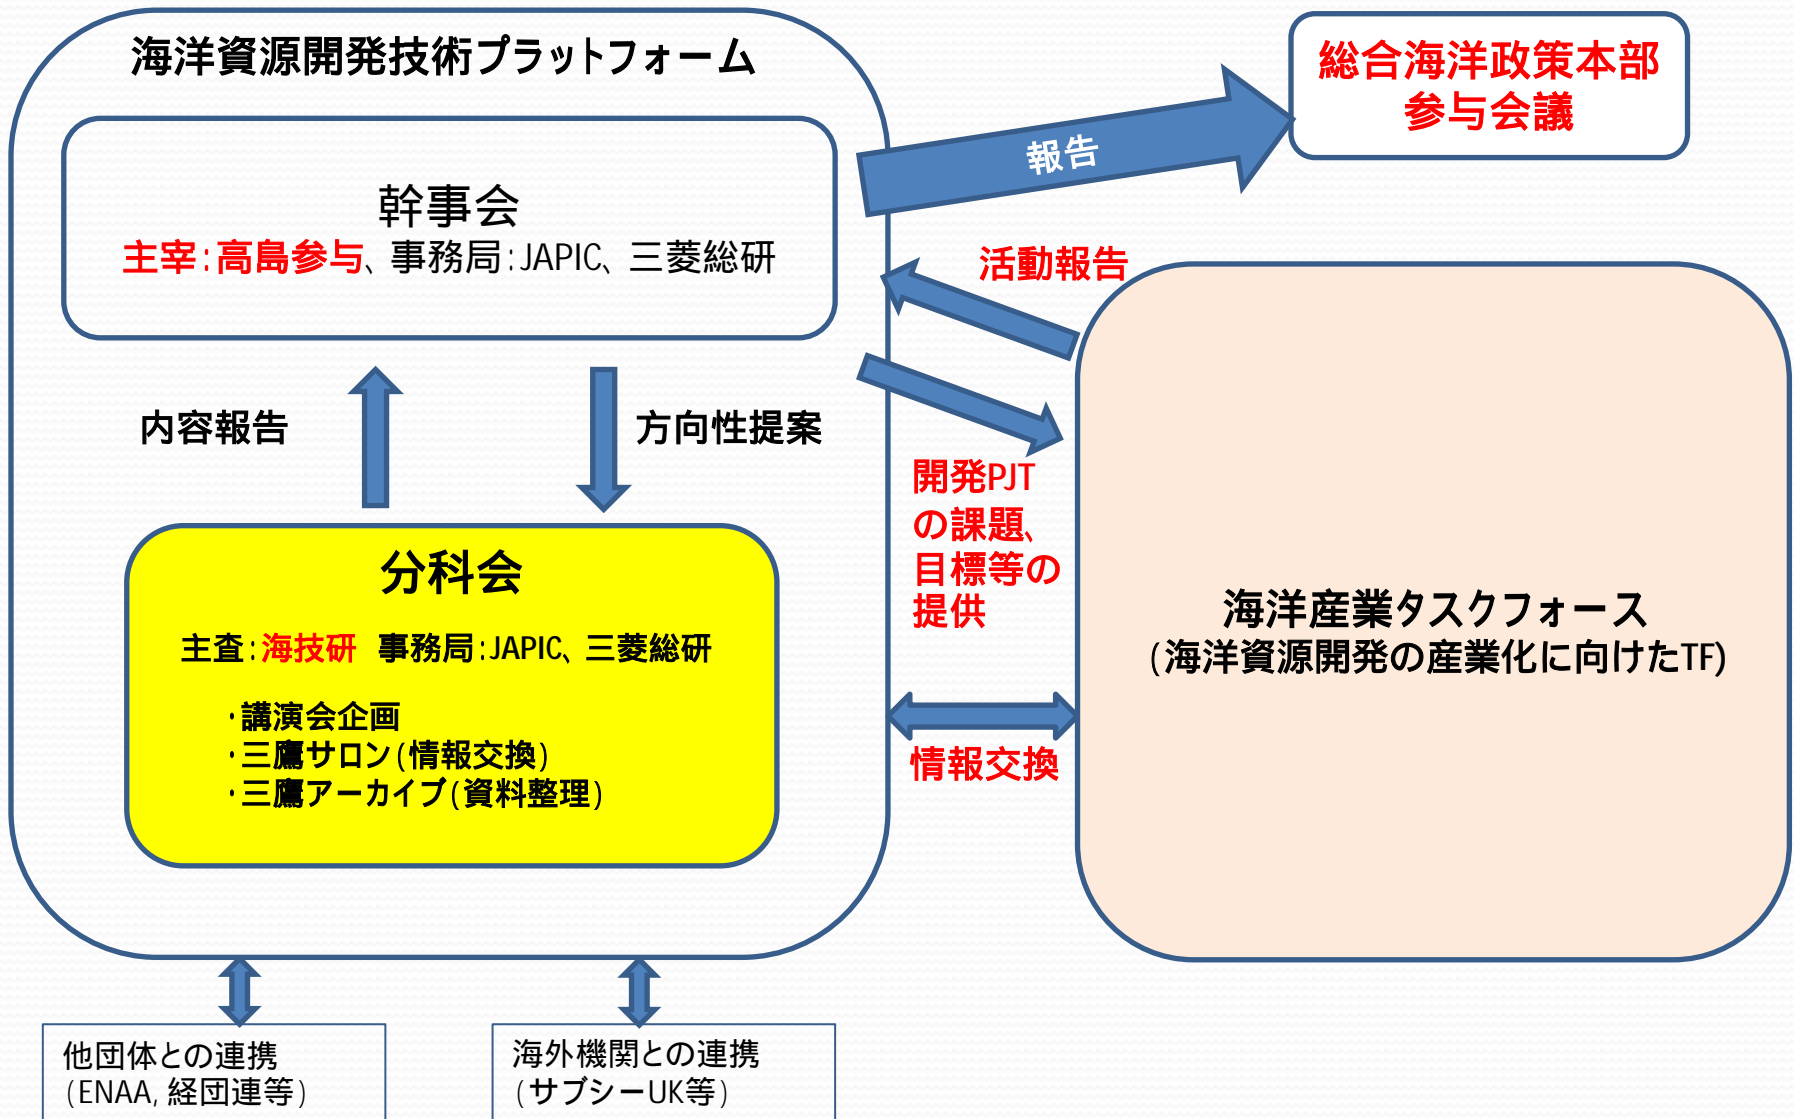 海洋資源開発技術プラットフォーム
総合海洋政策本部
参与会議
報告
幹事会
主宰:高島参与、事務局:JAPIC、三菱総研
活動報告
内容報告
方向性提案
開発PJT
の課題、
目標等の
提供
分科会
主査:海技研 事務局:JAPIC、三菱総研
・講演会企画
・三鷹サロン(情報交換)
・三鷹アーカイブ(資料整理)
海洋産業タスクフォース
(海洋資源開発の産業化に向けたTF)
情報交換
他団体との連携
(ENAA, 経団連等)
海外機関との連携
(サブシーUK等)